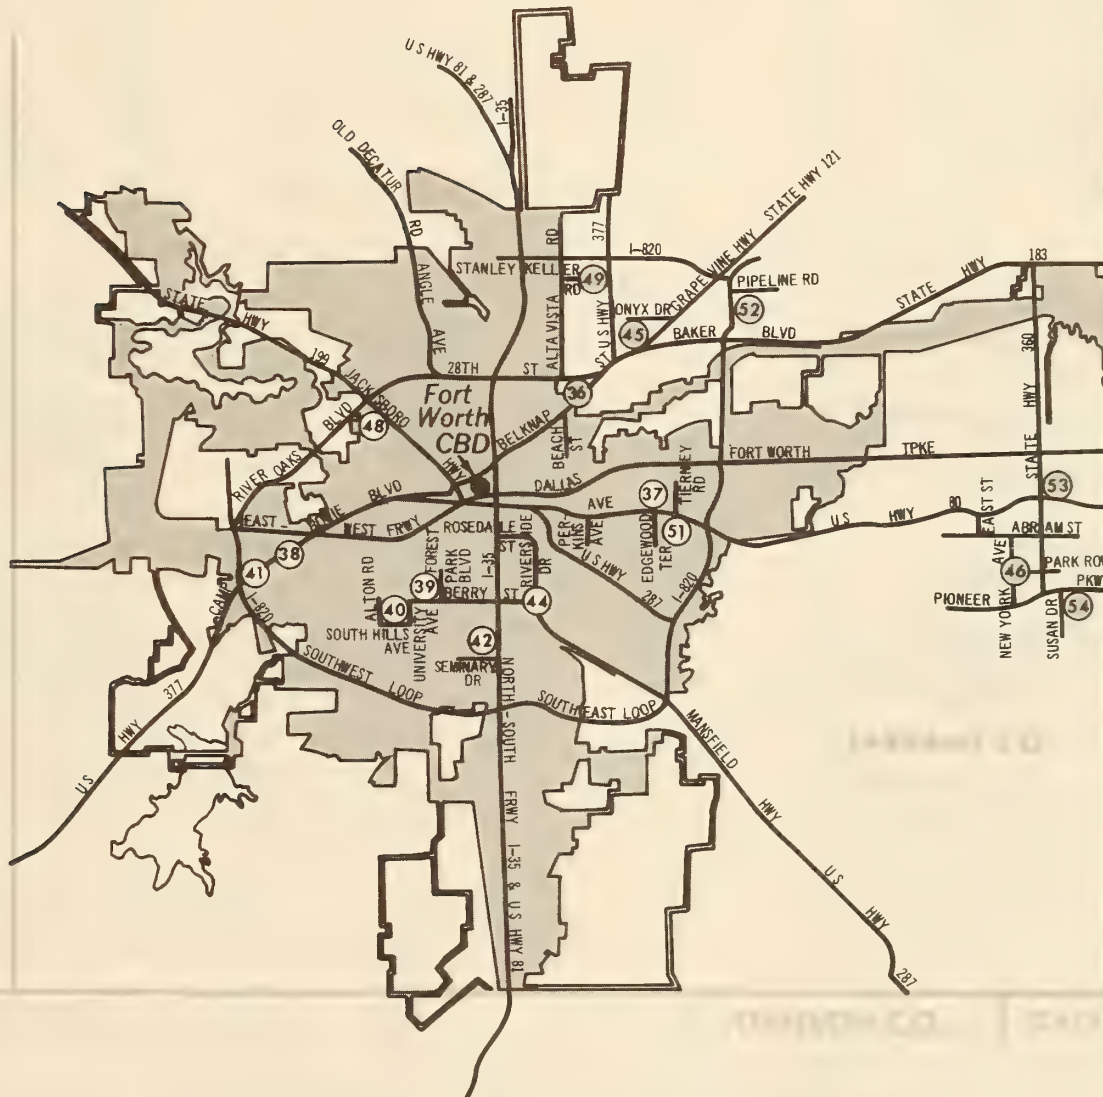 U S HWY 81 & 287
I-35
OLD DECATUR RD
ANGLE AVE
STATE HWY 121
GRAPE VINE HWY
377
RD
ALTA VISTA
I-820
STANLEY KELLER RD
49
PIPELINE RD
52
ONYX DR
45
U S HWY
ST
BAKER BLVD
STATE HWY 183
STATE HWY 360
STATE HWY 199
JACKSBORO HWY
28TH ST
36
Fort
Worth
CBD
BELKNAP
BEACH ST
48
RIVER OAKS BLVD
DALLAS FORT WORTH TPKE
37
TIERNEY RD
AVE
BLVD
EAST-WEST FRWY
BOWIE
ROSEDALE ST
RIVERSIDE DR
PERKINS AVE
U S HWY 287
EDGEWOOD TER
51
I-820
U S HWY 80
53
EAST ST
ABRAM ST
NEW YORK AVE
46
PARK ROW
PIONEER PKW
SUSAN DR
54
38
41
CAMP
I-820
ALTON RD
39
FOREST PARK BLVD
I-35
BERRY ST
44
40
SOUTH HILLS AVE
UNIVERSITY AVE
42
SEMINARY DR
SOUTHWEST LOOP
SOUTHEAST LOOP
U S HWY 377
NORTH-SOUTH FRWY I-35 & U S HWY 81
MANSFIELD HWY
U S HWY 287